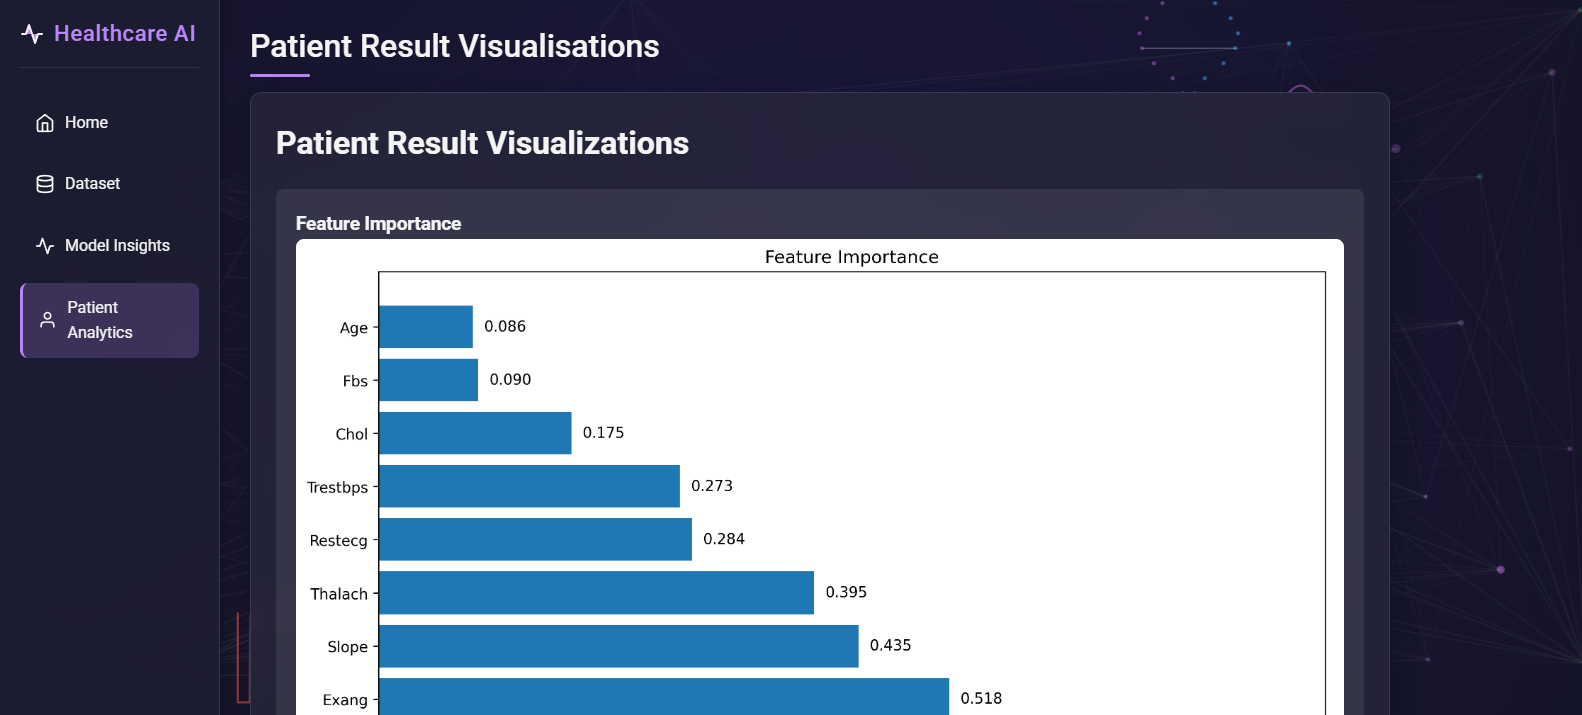 Healthcare AI
Home
Dataset
Model Insights
Patient
Analytics
Patient Result Visualisations
Patient Result Visualizations
Feature Importance
Feature Importance
Age 0.086
Fbs 0.090
Chol 0.175
Trestbps 0.273
Restecg 0.284
Thalach 0.395
Slope 0.435
Exang 0.518